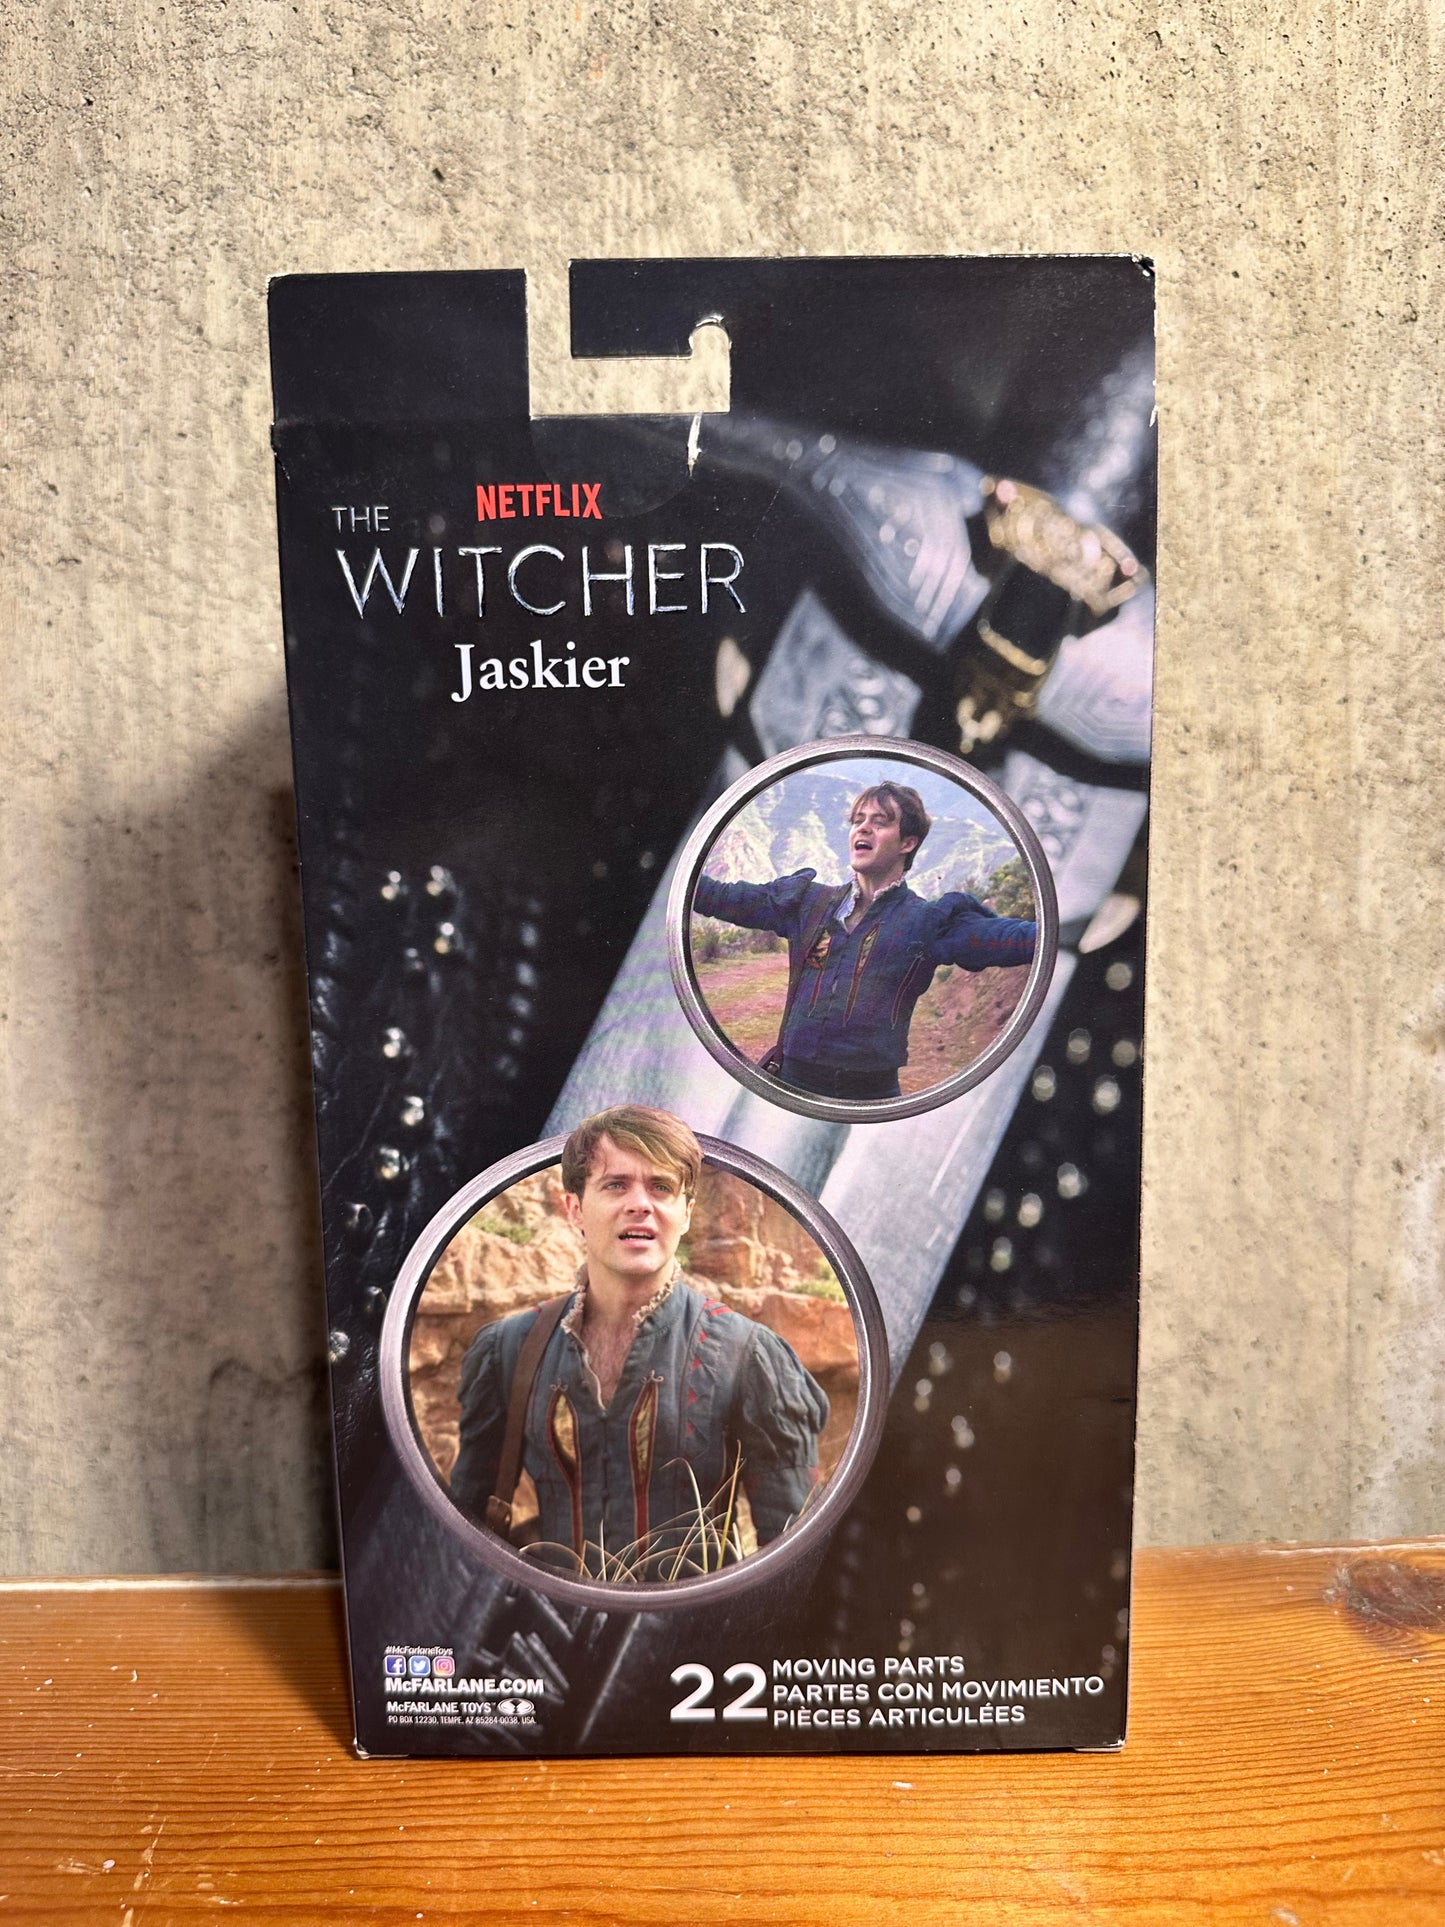 NETFLIX
THE
WITCHER
Jaskier
#McFarlaneToys
McFARLANE.COM
McFARLANE TOYS™
PO BOX 12230, TEMPE, AZ 85284-0038, USA.
22 MOVING PARTS
PARTES CON MOVIMIENTO
PIÈCES ARTICULÉES